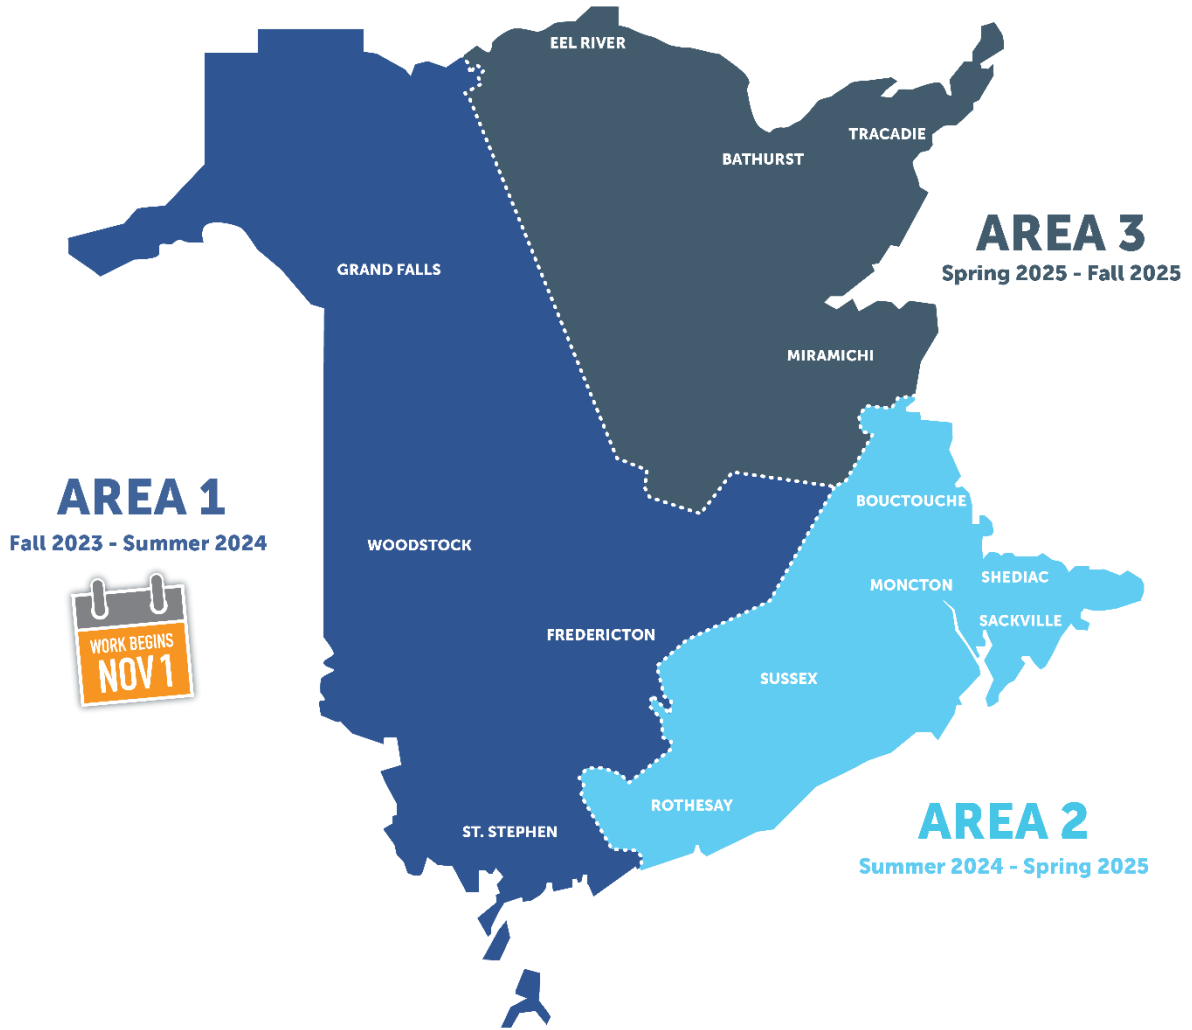 EEL RIVER
TRACADIE
BATHURST
AREA 3
Spring 2025 - Fall 2025
GRAND FALLS
MIRAMICHI
AREA 1
Fall 2023 - Summer 2024
WORK BEGINS
NOV 1
WOODSTOCK
FREDERICTON
BOUCTOUCHE
MONCTON
SHEDIAC
SACKVILLE
SUSSEX
ROTHESAY
ST. STEPHEN
AREA 2
Summer 2024 - Spring 2025